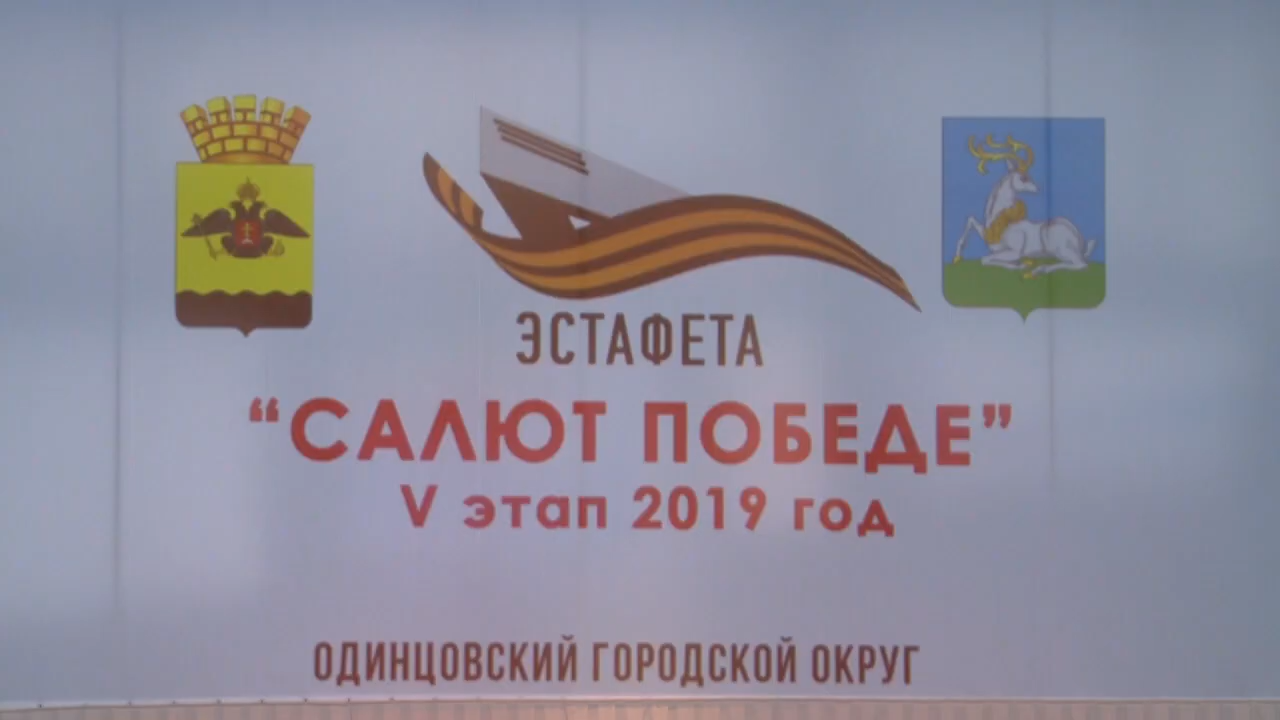 ЭСТАФЕТА
“САЛЮТ ПОБЕДЕ”
V этап 2019 год
ОДИНЦОВСКИЙ ГОРОДСКОЙ ОКРУГ